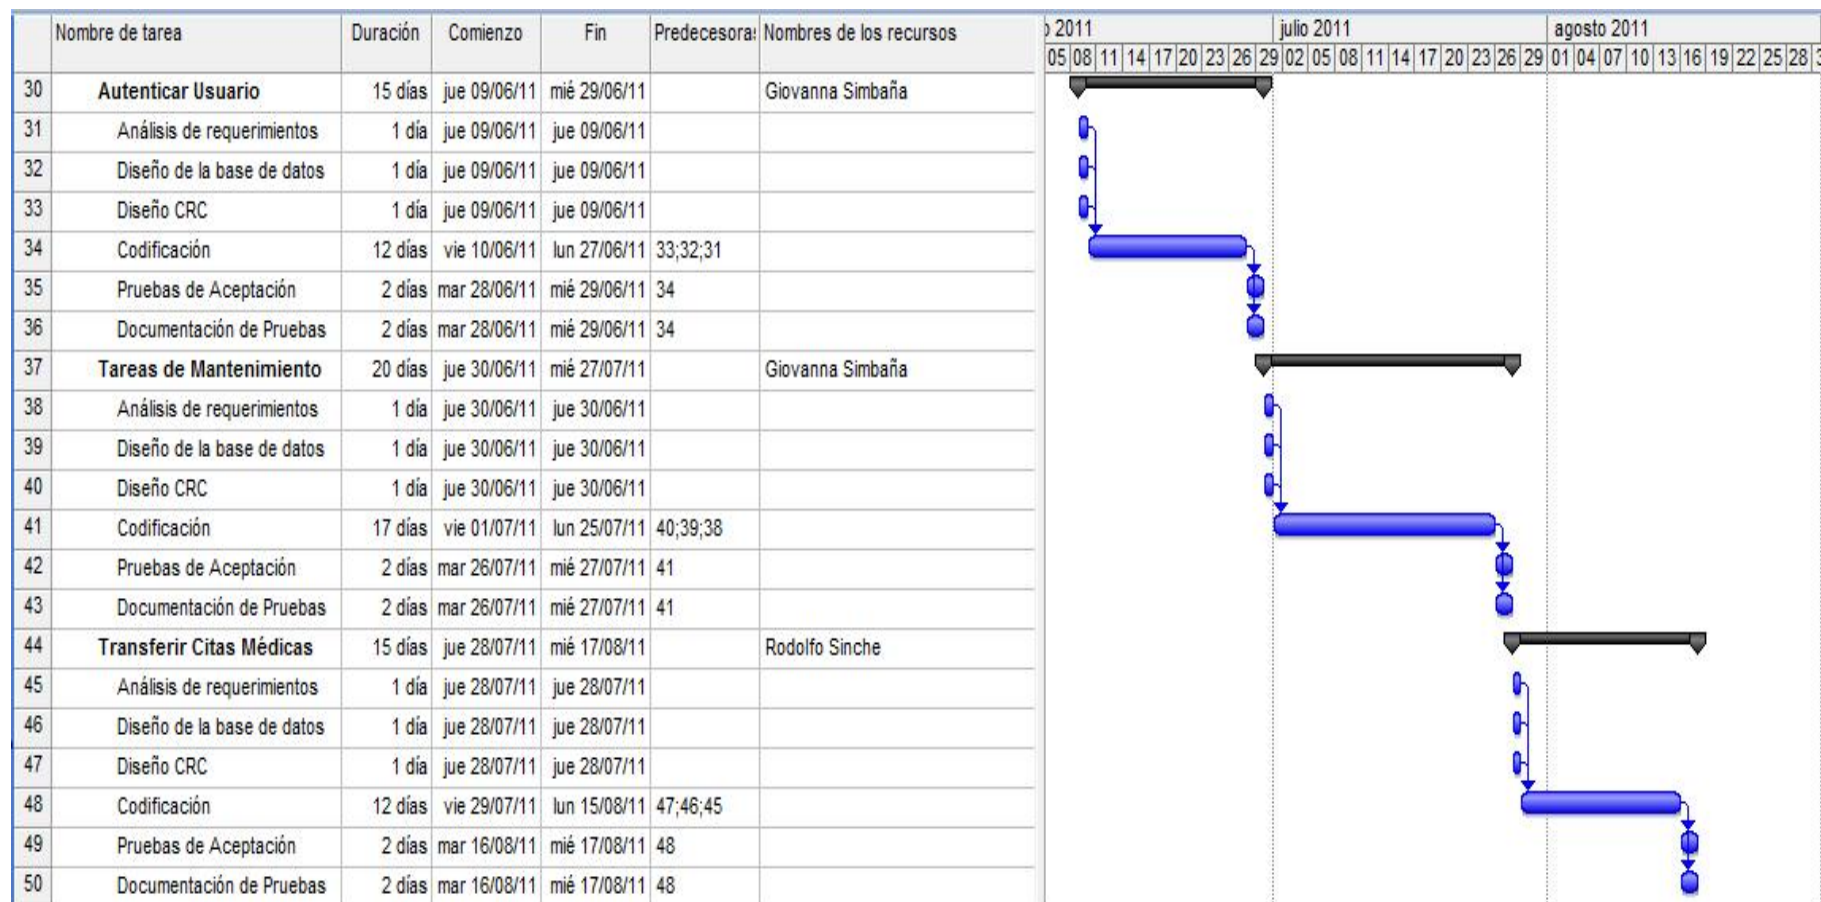 Nombre de tarea Duración Comienzo Fin Predecesora: Nombres de los recursos
2011 julio 2011 agosto 2011
05 08 11 14 17 20 23 26 29 02 05 08 11 14 17 20 23 26 29 01 04 07 10 13 16 19 22 25 28
30 Autenticar Usuario 15 días jue 09/06/11 mié 29/06/11 Giovanna Simbaña
31 Análisis de requerimientos 1 día jue 09/06/11 jue 09/06/11
32 Diseño de la base de datos 1 día jue 09/06/11 jue 09/06/11
33 Diseño CRC 1 día jue 09/06/11 jue 09/06/11
34 Codificación 12 días vie 10/06/11 lun 27/06/11 33;32;31
35 Pruebas de Aceptación 2 días mar 28/06/11 mié 29/06/11 34
36 Documentación de Pruebas 2 días mar 28/06/11 mié 29/06/11 34
37 Tareas de Mantenimiento 20 días jue 30/06/11 mié 27/07/11 Giovanna Simbaña
38 Análisis de requerimientos 1 día jue 30/06/11 jue 30/06/11
39 Diseño de la base de datos 1 día jue 30/06/11 jue 30/06/11
40 Diseño CRC 1 día jue 30/06/11 jue 30/06/11
41 Codificación 17 días vie 01/07/11 lun 25/07/11 40;39;38
42 Pruebas de Aceptación 2 días mar 26/07/11 mié 27/07/11 41
43 Documentación de Pruebas 2 días mar 26/07/11 mié 27/07/11 41
44 Transferir Citas Médicas 15 días jue 28/07/11 mié 17/08/11 Rodolfo Sinche
45 Análisis de requerimientos 1 día jue 28/07/11 jue 28/07/11
46 Diseño de la base de datos 1 día jue 28/07/11 jue 28/07/11
47 Diseño CRC 1 día jue 28/07/11 jue 28/07/11
48 Codificación 12 días vie 29/07/11 lun 15/08/11 47;46;45
49 Pruebas de Aceptación 2 días mar 16/08/11 mié 17/08/11 48
50 Documentación de Pruebas 2 días mar 16/08/11 mié 17/08/11 48